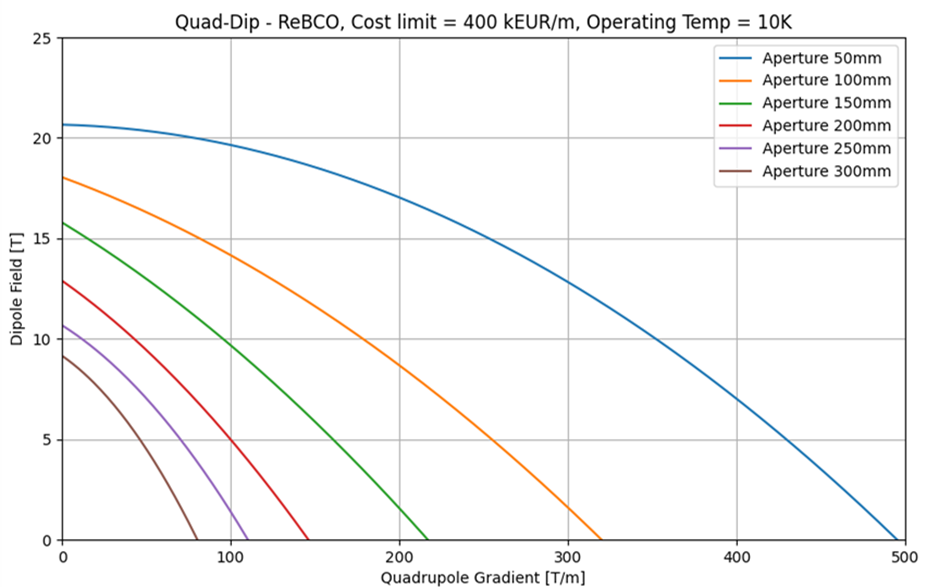 Quad-Dip - ReBCO, Cost limit = 400 kEUR/m, Operating Temp = 10K
25
20
15
10
5
0
Dipole Field [T]
Aperture 50mm
Aperture 100mm
Aperture 150mm
Aperture 200mm
Aperture 250mm
Aperture 300mm
0 100 200 300 400 500
Quadrupole Gradient [T/m]